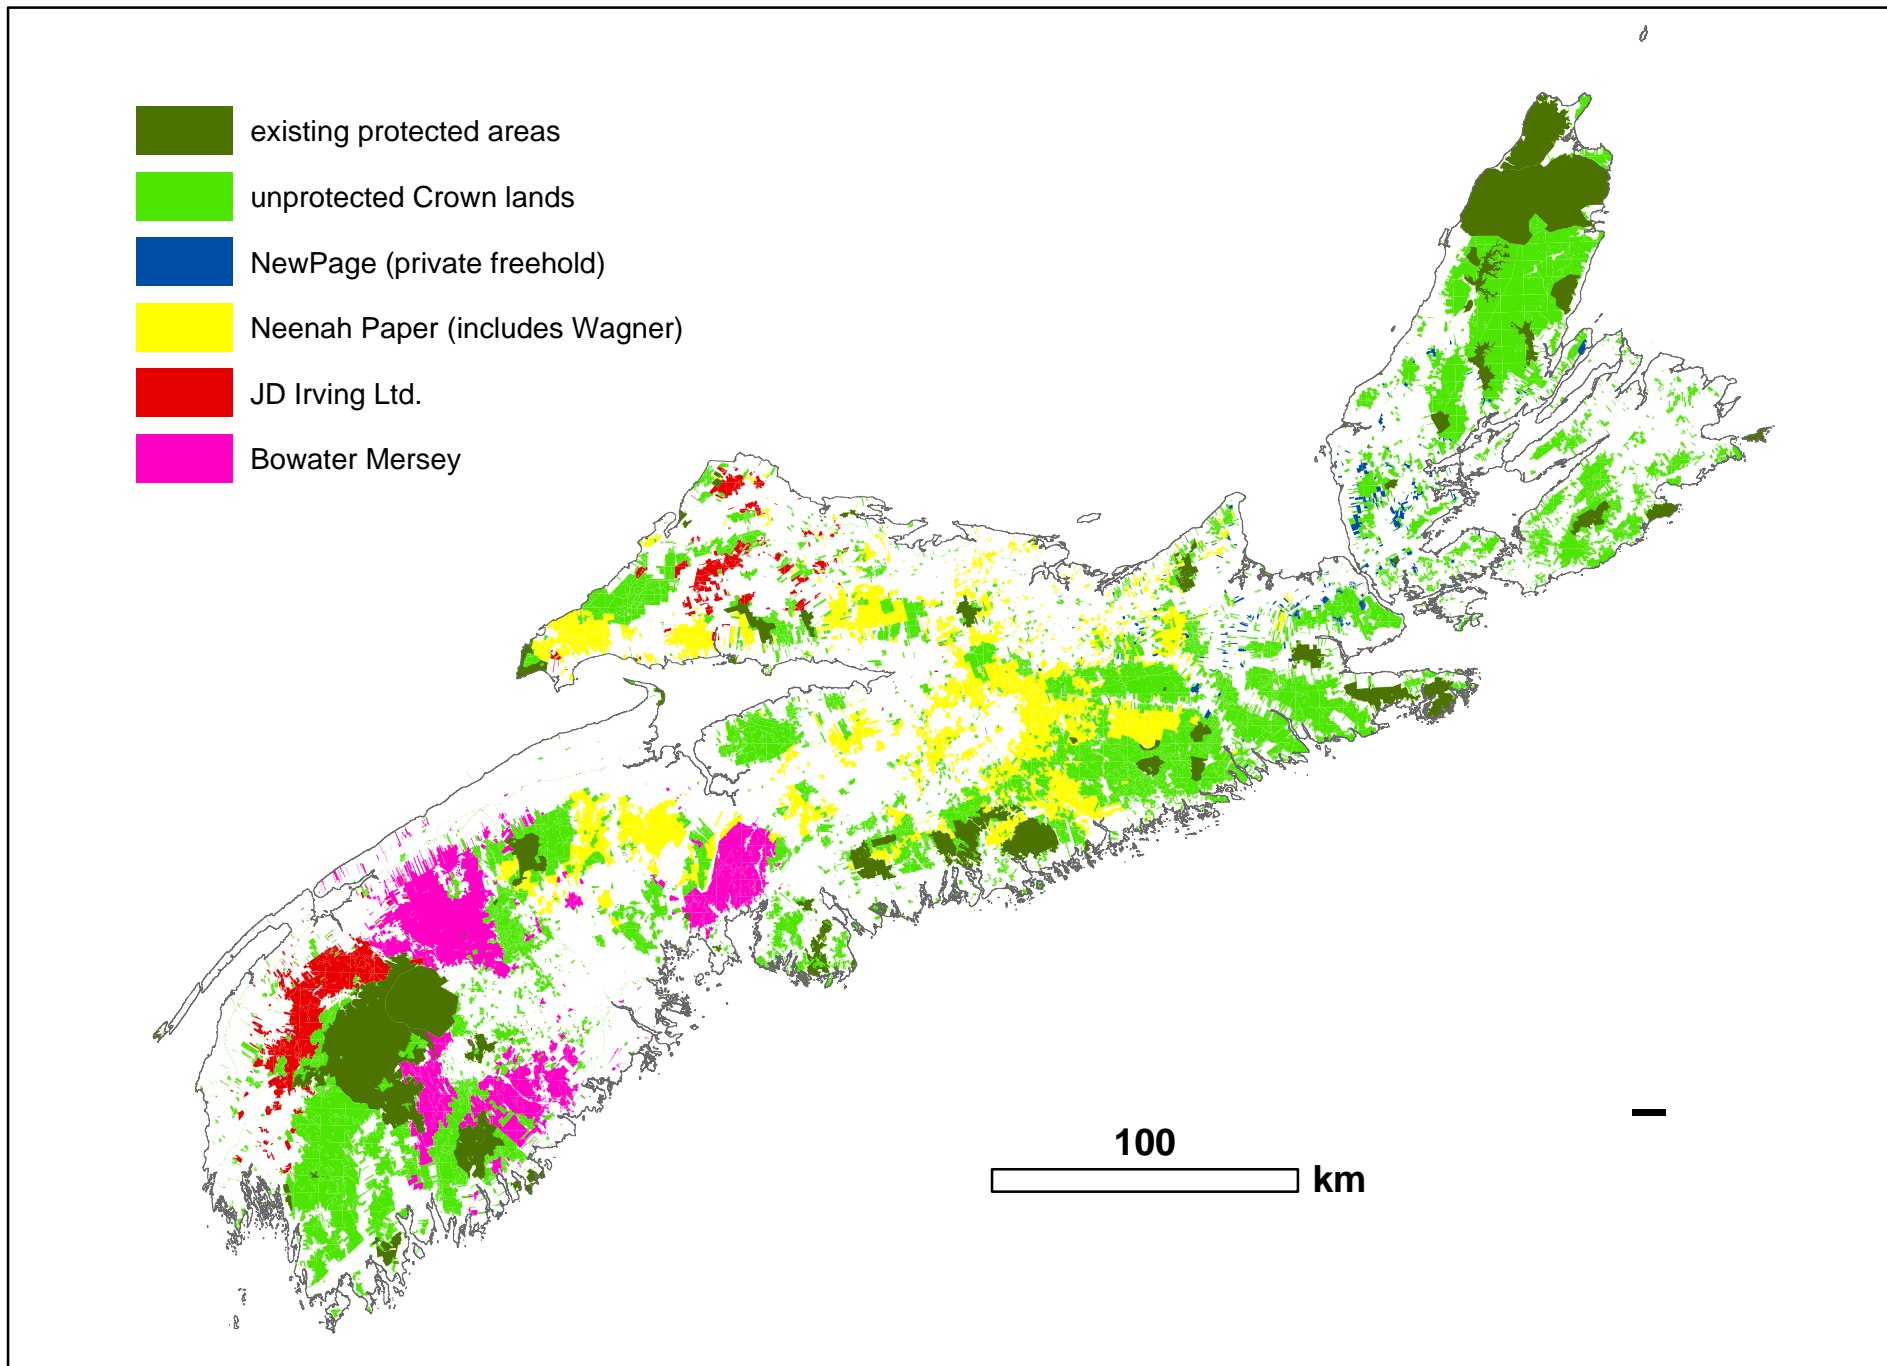 existing protected areas
unprotected Crown lands
NewPage (private freehold)
Neenah Paper (includes Wagner)
JD Irving Ltd.
Bowater Mersey
100
km